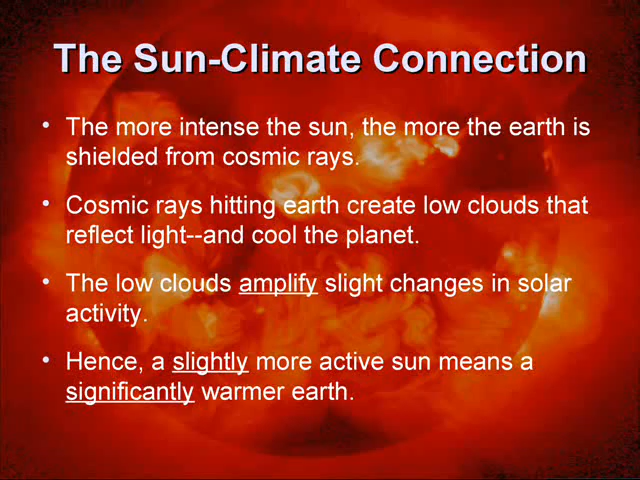 The Sun-Climate Connection
• The more intense the sun, the more the earth is
shielded from cosmic rays.
• Cosmic rays hitting earth create low clouds that
reflect light--and cool the planet.
• The low clouds amplify slight changes in solar
activity.
• Hence, a slightly more active sun means a
significantly warmer earth.